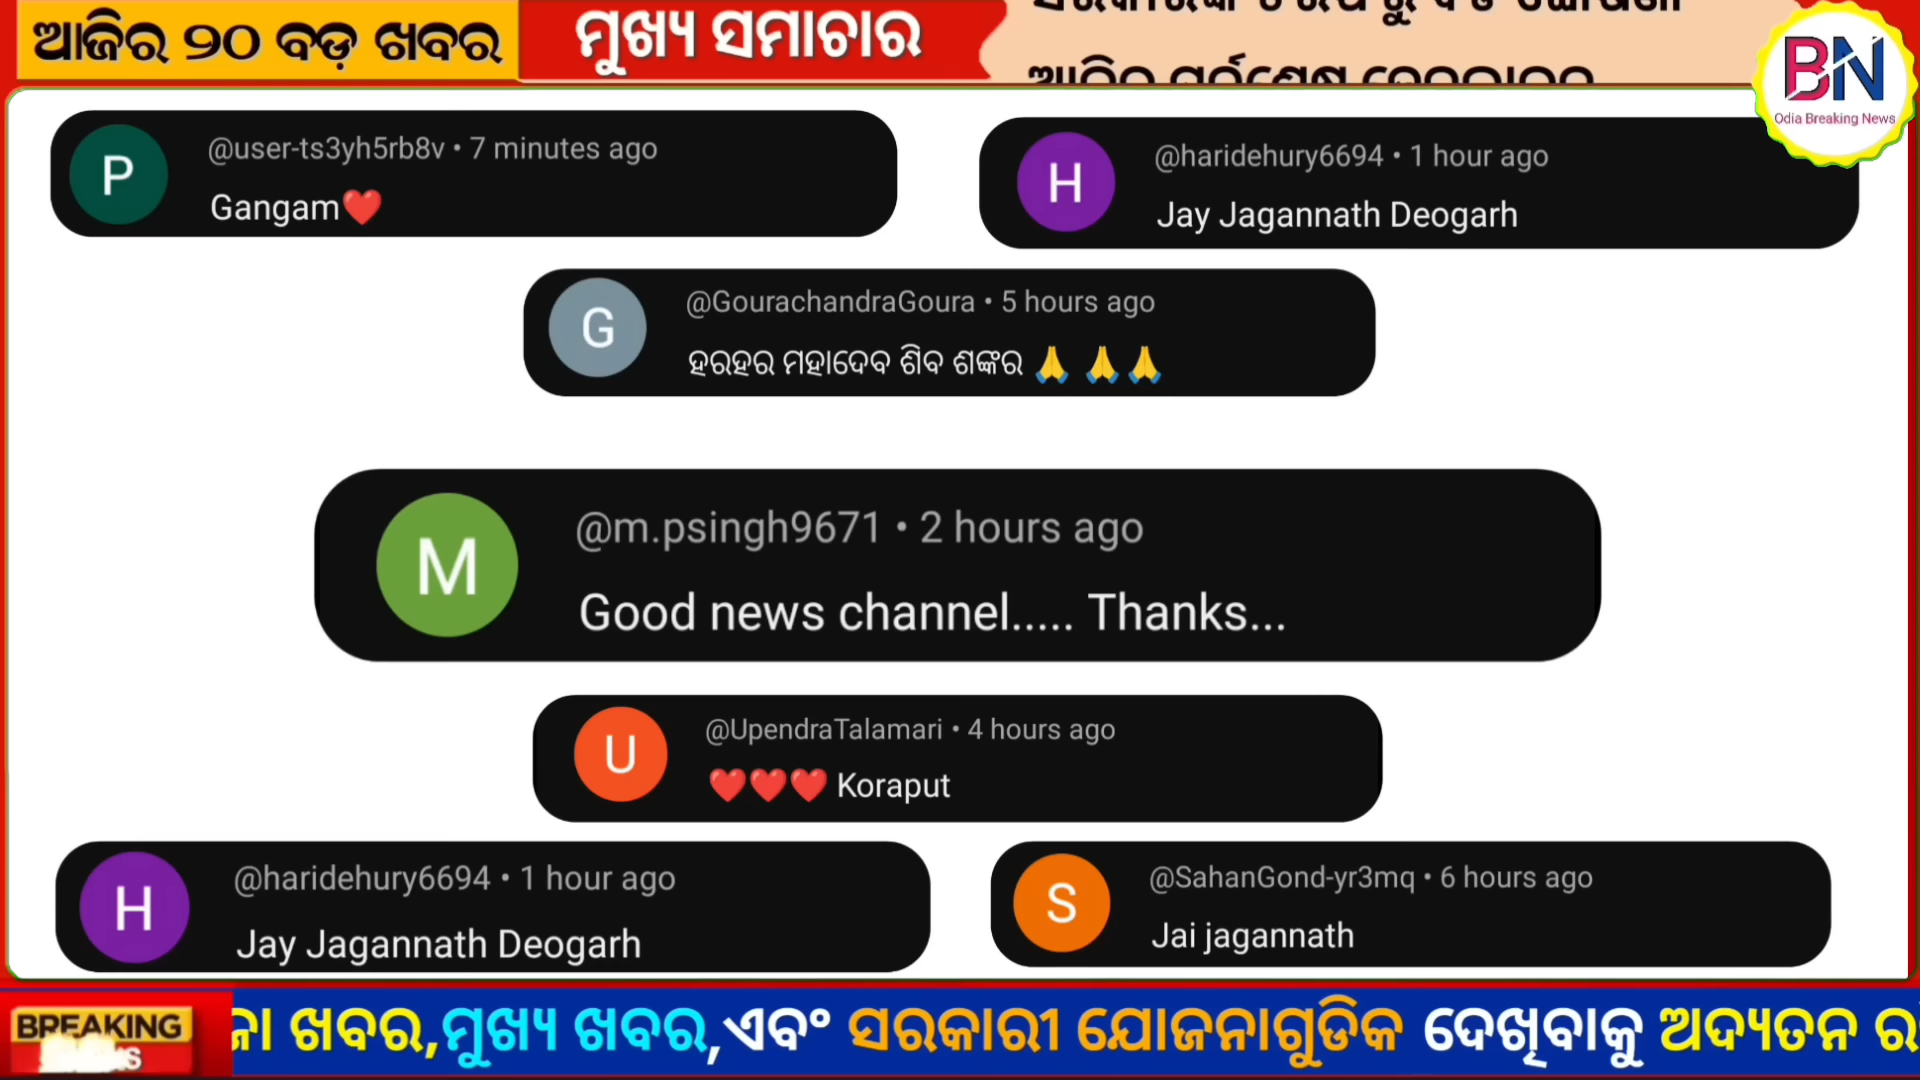 ଆଜିର ୨୦ ବଡ଼ ଖବର
ମୁଖ୍ୟ ସମାଚାର
BN
Odia Breaking News
P
@user-ts3yh5rb8v • 7 minutes ago
Gangam❤️
H
@haridehury6694 • 1 hour ago
Jay Jagannath Deogarh
G
@GourachandraGoura • 5 hours ago
ହରହର ମହାଦେବ ଶିବ ଶଙ୍କର 🙏 🙏🙏
M
@m.psingh9671 • 2 hours ago
Good news channel..... Thanks...
U
@UpendraTalamari • 4 hours ago
❤️❤️❤️ Koraput
H
@haridehury6694 • 1 hour ago
Jay Jagannath Deogarh
S
@SahanGond-yr3mq • 6 hours ago
Jai jagannath
BREAKING
ଖବର,ମୁଖ୍ୟ ଖବର,ଏବଂ ସରକାରୀ ଯୋଜନାଗୁଡିକ ଦେଖିବାକୁ ଅଦ୍ୟତନ